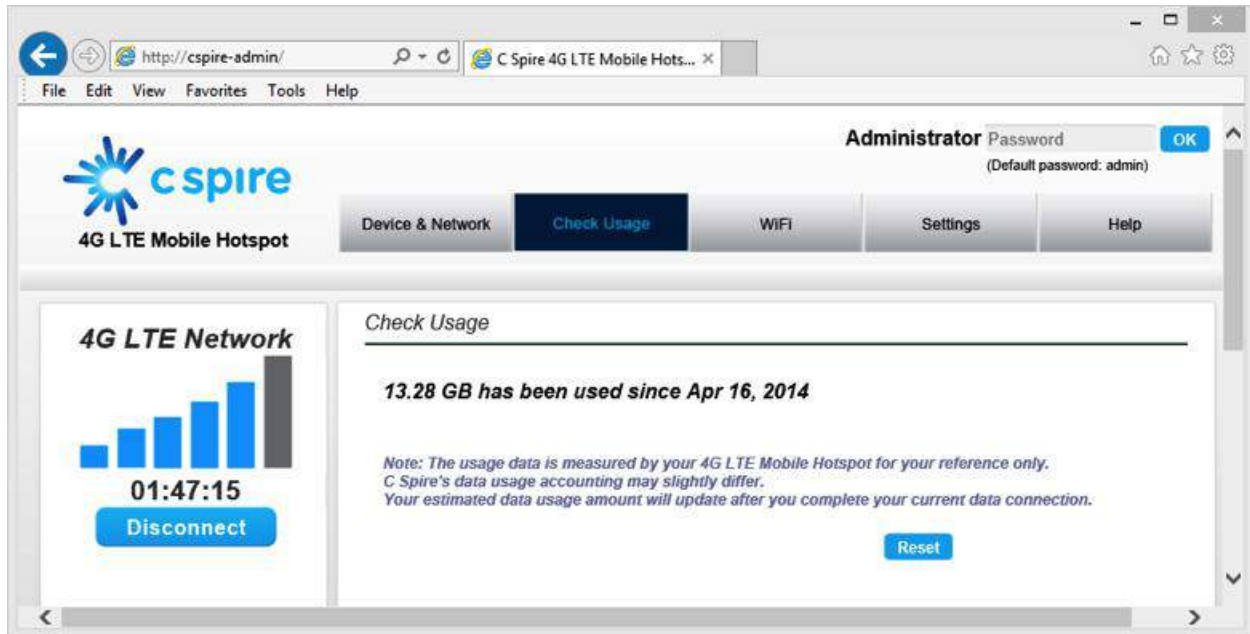 http://cspire-admin/
C Spire 4G LTE Mobile Hots...
File Edit View Favorites Tools Help
Administrator Password OK
(Default password: admin)
c spire
4G LTE Mobile Hotspot
Device & Network Check Usage WiFi Settings Help
4G LTE Network
01:47:15
Disconnect
Check Usage
13.28 GB has been used since Apr 16, 2014
Note: The usage data is measured by your 4G LTE Mobile Hotspot for your reference only.
C Spire's data usage accounting may slightly differ.
Your estimated data usage amount will update after you complete your current data connection.
Reset